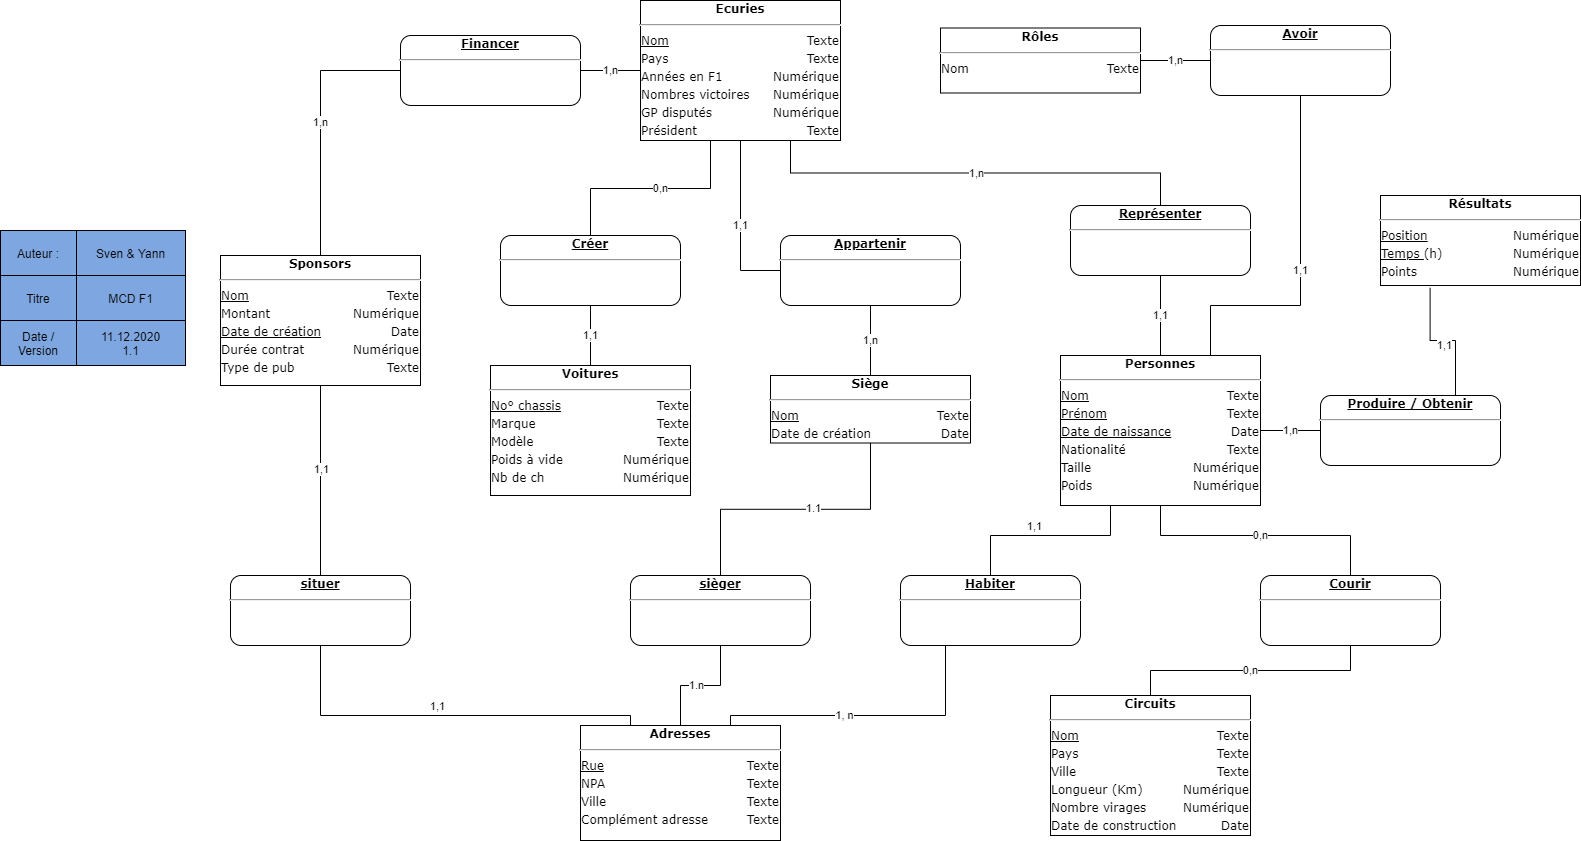 Ecuries
Nom Texte
Pays Texte
Années en F1 Numérique
Nombres victoires Numérique
GP disputés Numérique
Président Texte
Financer
1,n
1,n
Rôles
Nom Texte
1,n
Avoir
1,1
0,n
1,1
1,n
Créer
Appartenir
Représenter
Résultats
Position Numérique
Temps (h) Numérique
Points Numérique
Auteur : Sven & Yann
Titre MCD F1
Date / Version 11.12.2020
1.1
Sponsors
Nom Texte
Montant Numérique
Date de création Date
Durée contrat Numérique
Type de pub Texte
1,1
1,n
1,1
1,1
Voitures
No° chassis Texte
Marque Texte
Modèle Texte
Poids à vide Numérique
Nb de ch Numérique
Siège
Nom Texte
Date de création Date
Personnes
Nom Texte
Prénom Texte
Date de naissance Date
Nationalité Texte
Taille Numérique
Poids Numérique
1,n
Produire / Obtenir
1,1
1.1
1,1
0,n
situer
sièger
Habiter
Courir
1,1
1.n
1, n
0,n
Adresses
Rue Texte
NPA Texte
Ville Texte
Complément adresse Texte
Circuits
Nom Texte
Pays Texte
Ville Texte
Longueur (Km) Numérique
Nombre virages Numérique
Date de construction Date